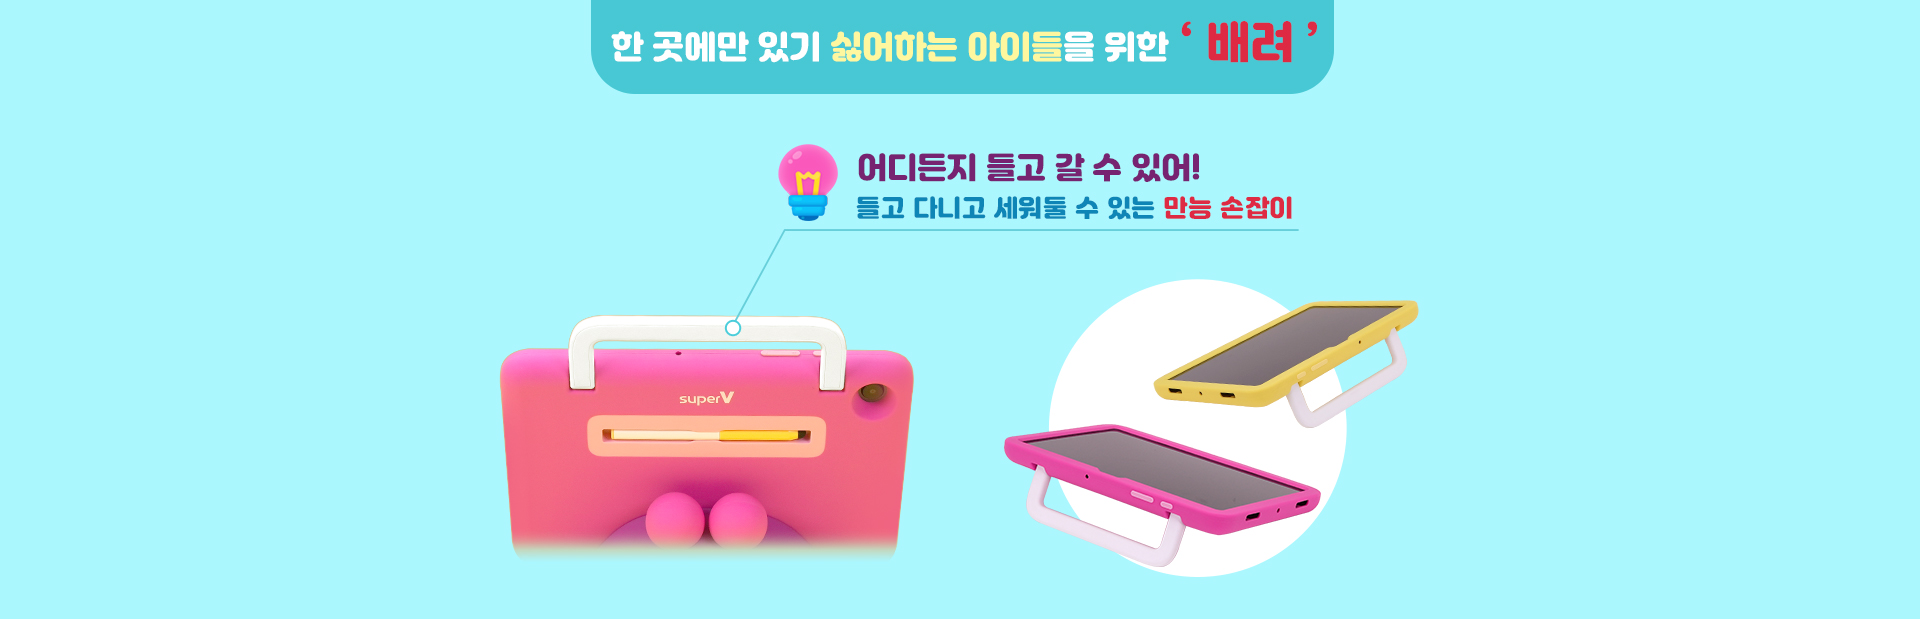 한 곳에만 있기 싫어하는 아이들을 위한 ‘ 배려 ’
어디든지 들고 갈 수 있어!
들고 다니고 세워둘 수 있는 만능 손잡이
superV